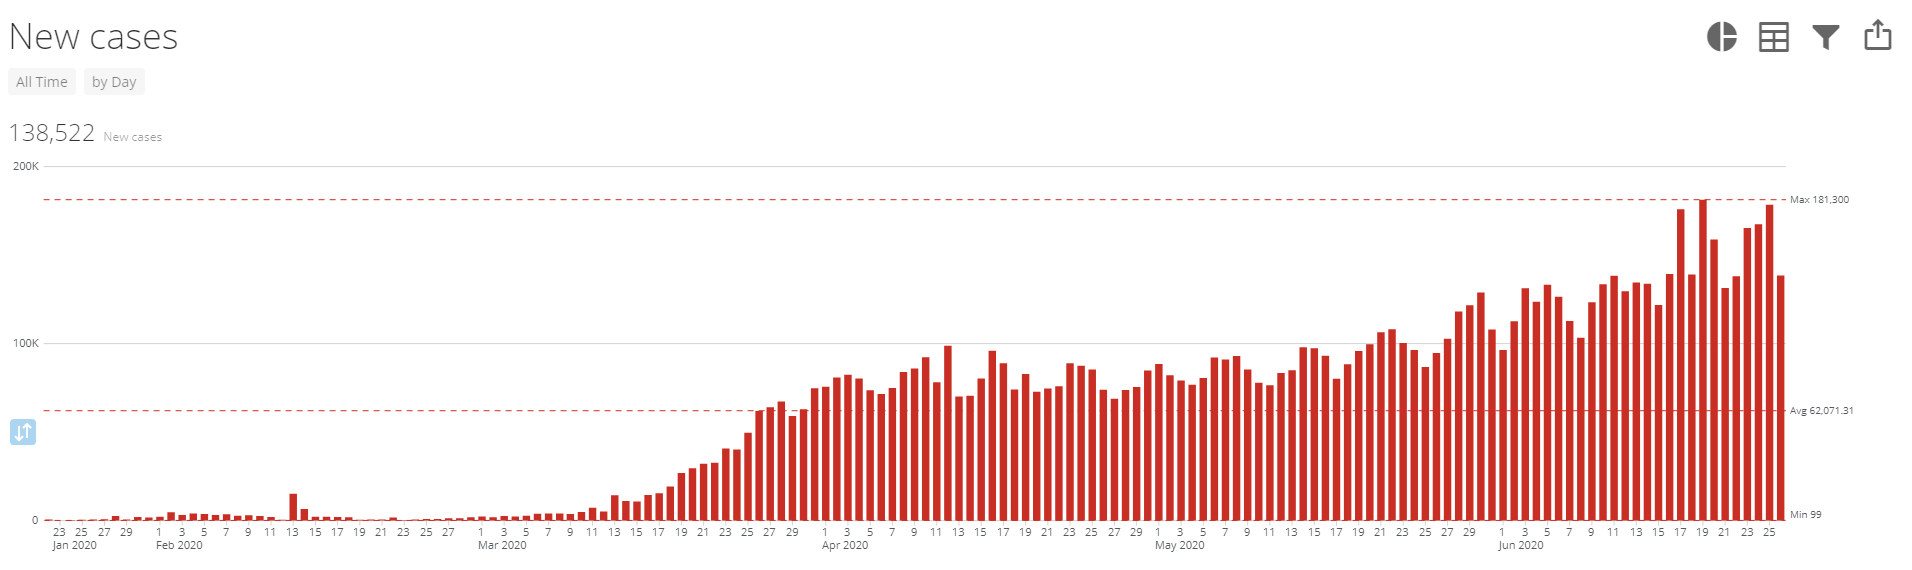 New cases
All Time by Day
138,522 New cases
200K
Max 181,300
100K
Avg 62,071.31
0
Min 99
23 25 27 29 1 3 5 7 9 11 13 15 17 19 21 23 25 27 1 3 5 7 9 11 13 15 17 19 21 23 25 27 29 1 3 5 7 9 11 13 15 17 19 21 23 25 27 29 1 3 5 7 9 11 13 15 17 19 21 23 25 27 29 1 3 5 7 9 11 13 15 17 19 21 23 25
Jan 2020 Feb 2020 Mar 2020 Apr 2020 May 2020 Jun 2020